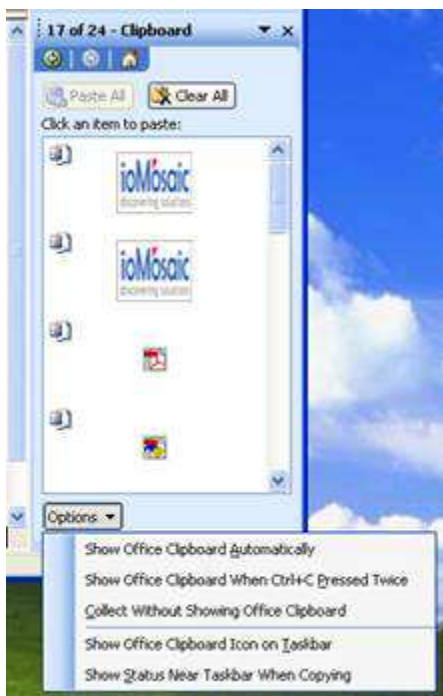 17 of 24 - Clipboard
Paste All Clear All
Click an item to paste:
ioMosaic
discovering solutions
ioMosaic
discovering solutions
Options
Show Office Clipboard Automatically
Show Office Clipboard When Ctrl+C Pressed Twice
Collect Without Showing Office Clipboard
Show Office Clipboard Icon on Taskbar
Show Status Near Taskbar When Copying